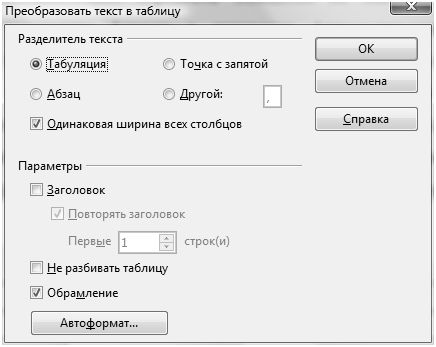 Преобразовать текст в таблицу
Разделитель текста
Табуляция
Точка с запятой
Абзац
Другой: ,
Одинаковая ширина всех столбцов
OK
Отмена
Справка
Параметры
Заголовок
Повторять заголовок
Первые 1 строк(и)
Не разбивать таблицу
Обрамление
Автоформат...